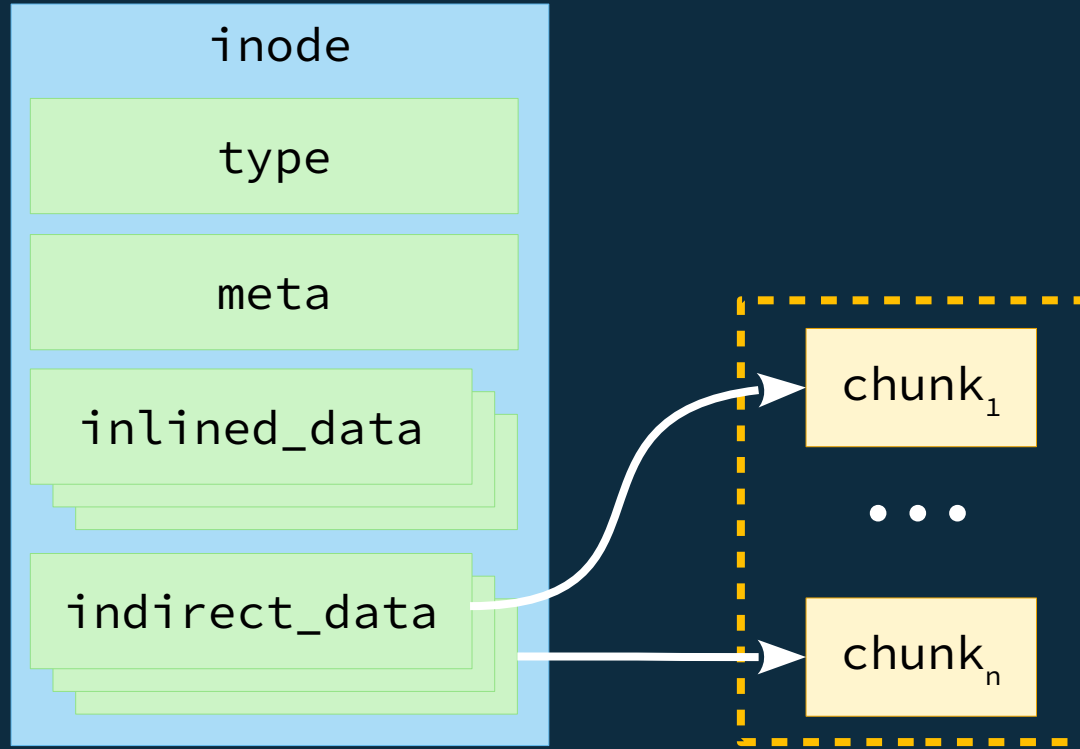 inode
type
meta
inlined_data
indirect_data
chunk₁
...
chunkₙ